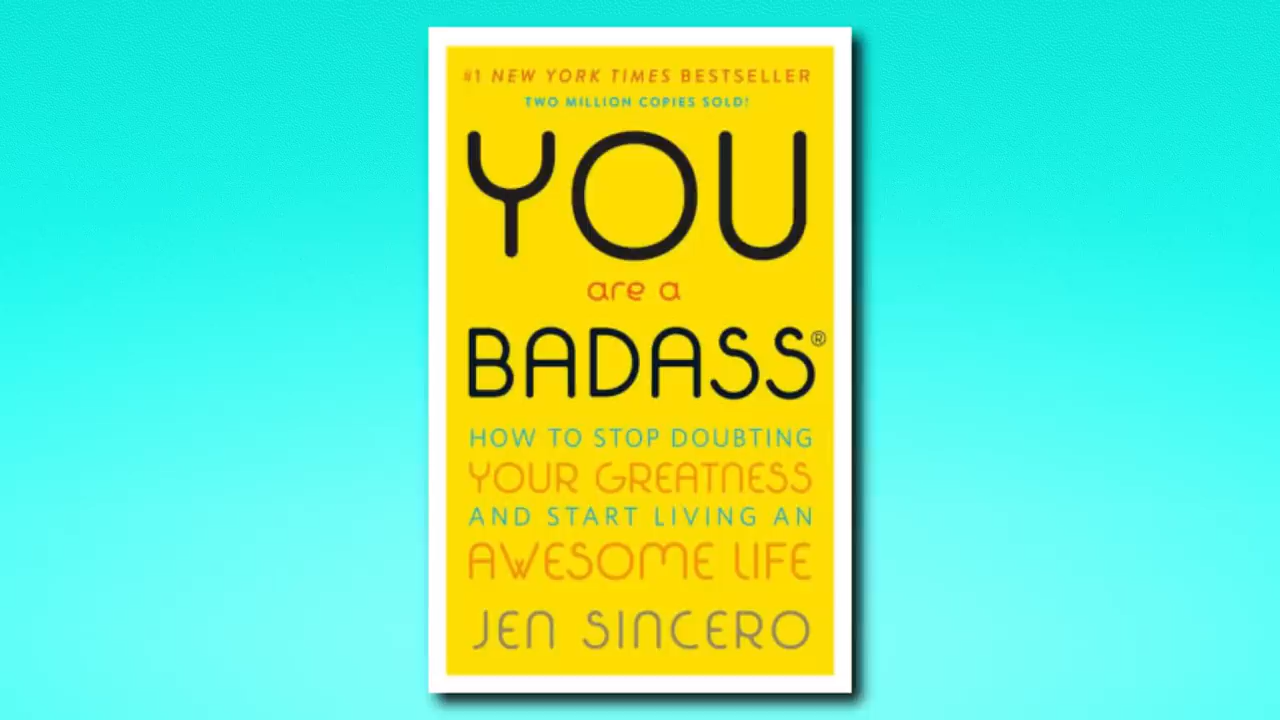 #1 NEW YORK TIMES BESTSELLER
TWO MILLION COPIES SOLD!
YOU
are a
BADASS®
HOW TO STOP DOUBTING
YOUR GREATNESS
AND START LIVING AN
AWESOME LIFE
JEN SINCERO